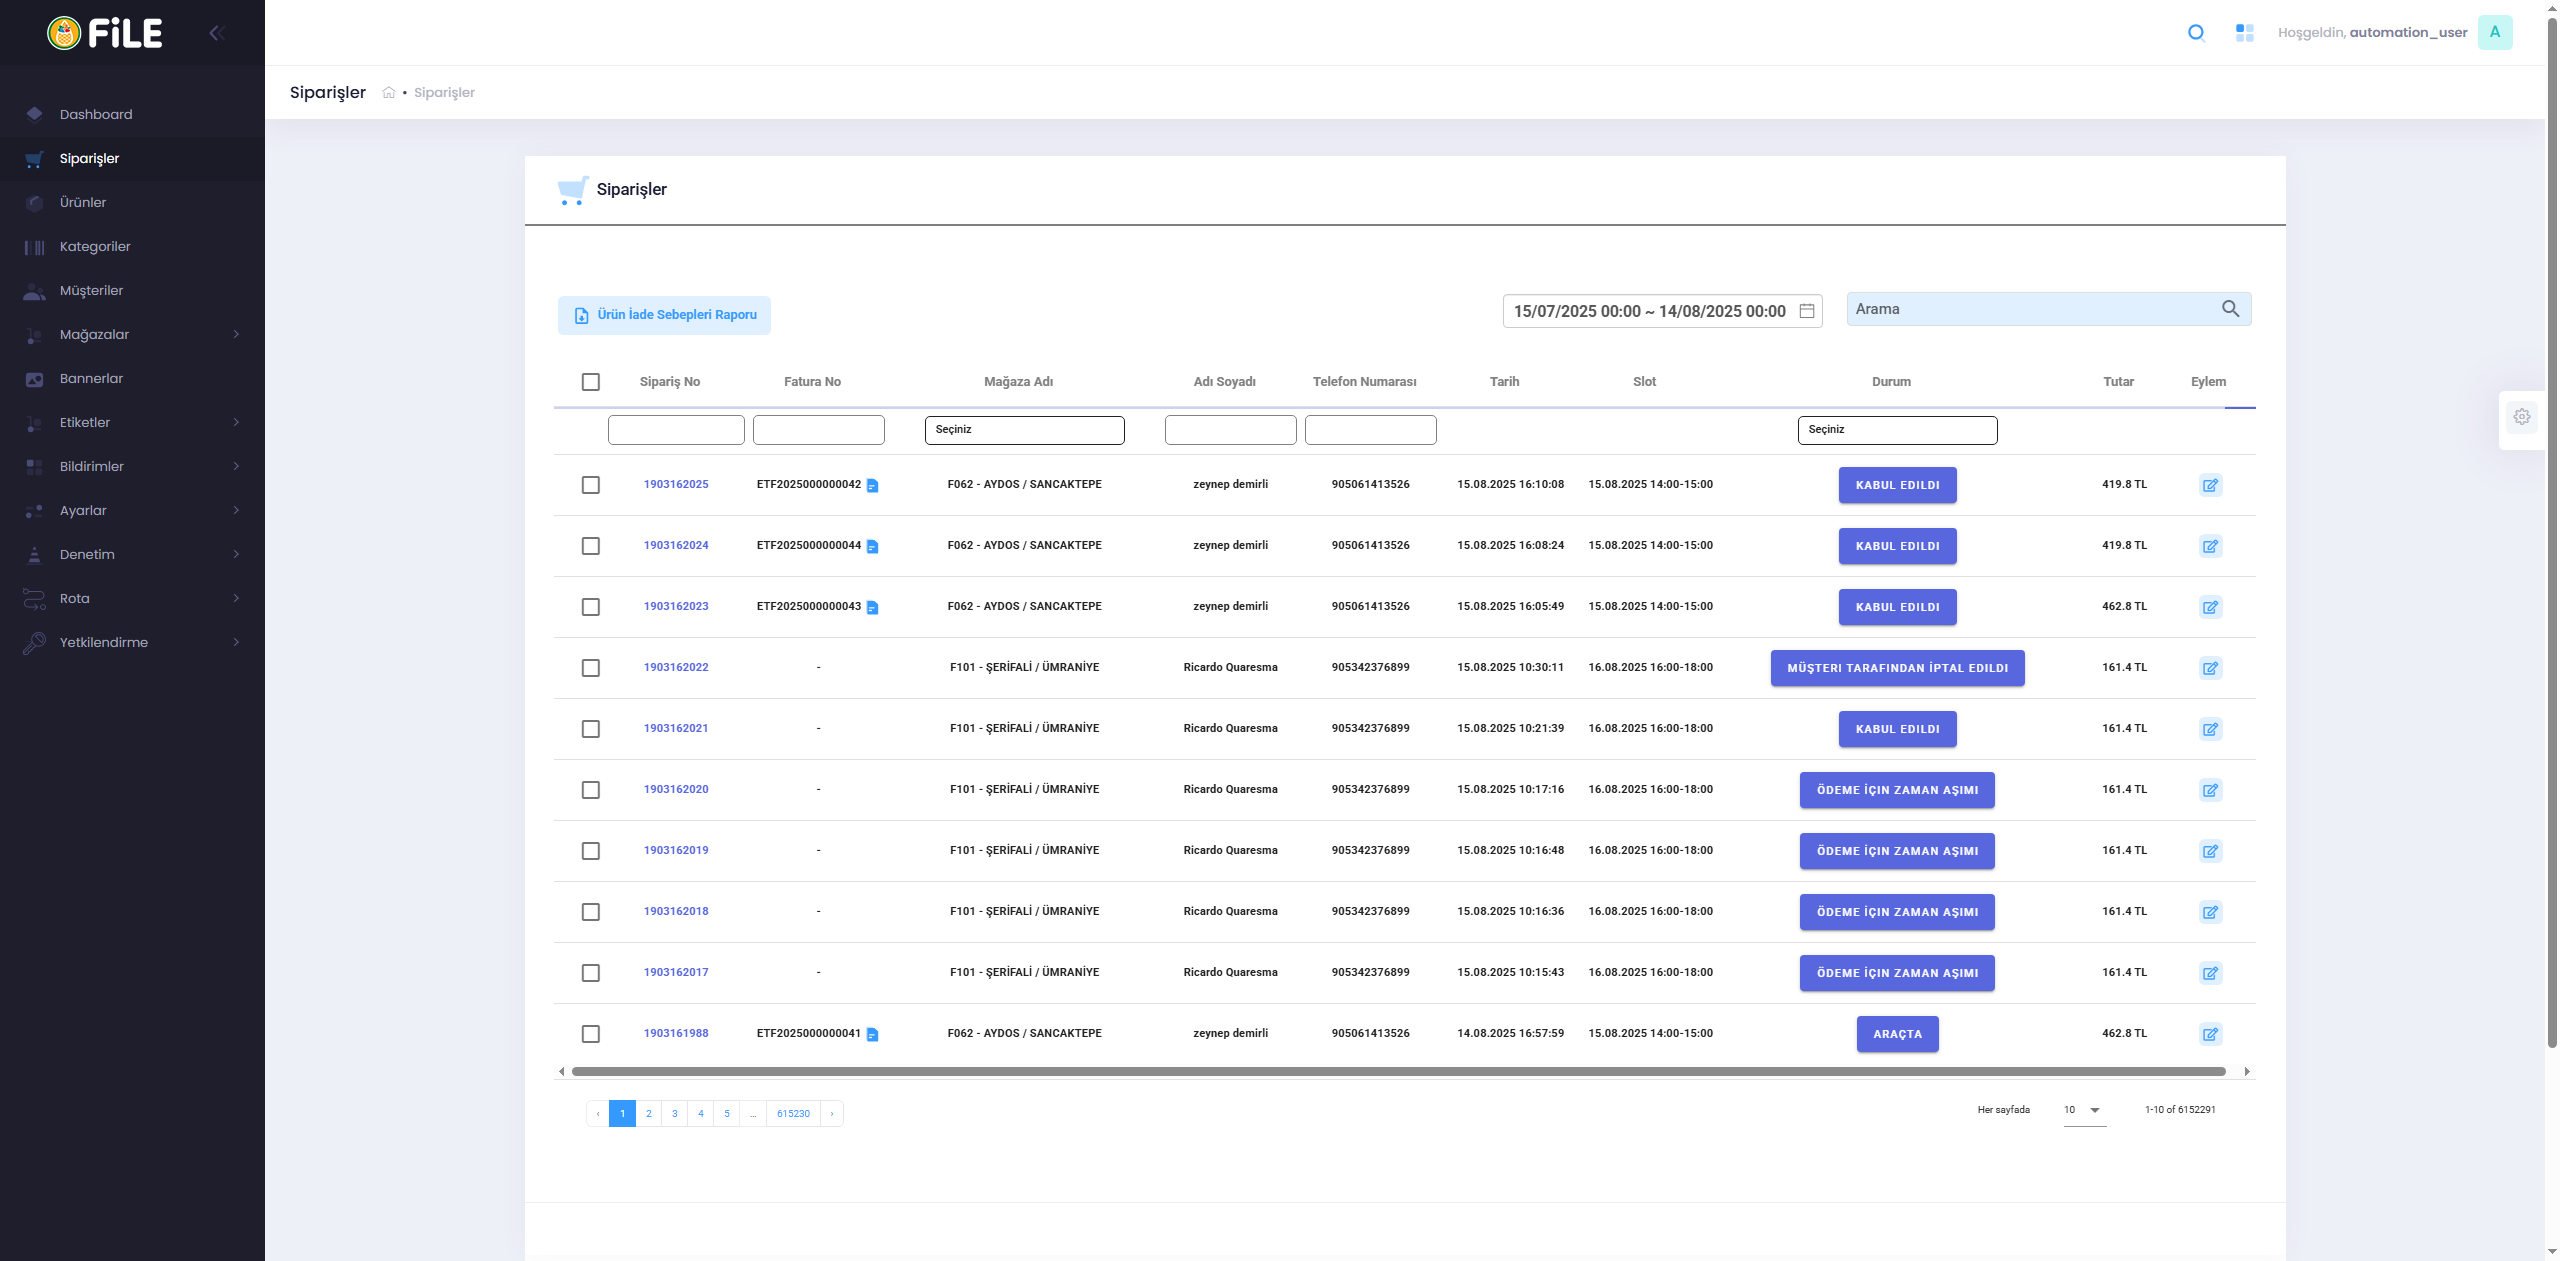 FiLE
Hoşgeldin, automation_user A
Siparişler • Siparişler
Dashboard
Siparişler
Ürünler
Kategoriler
Müşteriler
Mağazalar
Bannerlar
Etiketler
Bildirimler
Ayarlar
Denetim
Rota
Yetkilendirme
Siparişler
Ürün İade Sebepleri Raporu 15/07/2025 00:00 ~ 14/08/2025 00:00 Arama
Sipariş No Fatura No Mağaza Adı Adı Soyadı Telefon Numarası Tarih Slot Durum Tutar Eylem
Seçiniz Seçiniz
1903162025 ETF2025000000042 F062 - AYDOS / SANCAKTEPE zeynep demirli 905061413526 15.08.2025 16:10:08 15.08.2025 14:00-15:00 KABUL EDILDI 419.8 TL
1903162024 ETF2025000000044 F062 - AYDOS / SANCAKTEPE zeynep demirli 905061413526 15.08.2025 16:08:24 15.08.2025 14:00-15:00 KABUL EDILDI 419.8 TL
1903162023 ETF2025000000043 F062 - AYDOS / SANCAKTEPE zeynep demirli 905061413526 15.08.2025 16:05:49 15.08.2025 14:00-15:00 KABUL EDILDI 462.8 TL
1903162022 - F101 - ŞERİFALİ / ÜMRANİYE Ricardo Quaresma 905342376899 15.08.2025 10:30:11 16.08.2025 16:00-18:00 MÜŞTERI TARAFINDAN İPTAL EDILDI 161.4 TL
1903162021 - F101 - ŞERİFALİ / ÜMRANİYE Ricardo Quaresma 905342376899 15.08.2025 10:21:39 16.08.2025 16:00-18:00 KABUL EDILDI 161.4 TL
1903162020 - F101 - ŞERİFALİ / ÜMRANİYE Ricardo Quaresma 905342376899 15.08.2025 10:17:16 16.08.2025 16:00-18:00 ÖDEME İÇIN ZAMAN AŞIMI 161.4 TL
1903162019 - F101 - ŞERİFALİ / ÜMRANİYE Ricardo Quaresma 905342376899 15.08.2025 10:16:48 16.08.2025 16:00-18:00 ÖDEME İÇIN ZAMAN AŞIMI 161.4 TL
1903162018 - F101 - ŞERİFALİ / ÜMRANİYE Ricardo Quaresma 905342376899 15.08.2025 10:16:36 16.08.2025 16:00-18:00 ÖDEME İÇIN ZAMAN AŞIMI 161.4 TL
1903162017 - F101 - ŞERİFALİ / ÜMRANİYE Ricardo Quaresma 905342376899 15.08.2025 10:15:43 16.08.2025 16:00-18:00 ÖDEME İÇIN ZAMAN AŞIMI 161.4 TL
1903161988 ETF2025000000041 F062 - AYDOS / SANCAKTEPE zeynep demirli 905061413526 14.08.2025 16:57:59 15.08.2025 14:00-15:00 ARAÇTA 462.8 TL
‹ 1 2 3 4 5 ... 615230 › Her sayfada 10 1-10 of 6152291